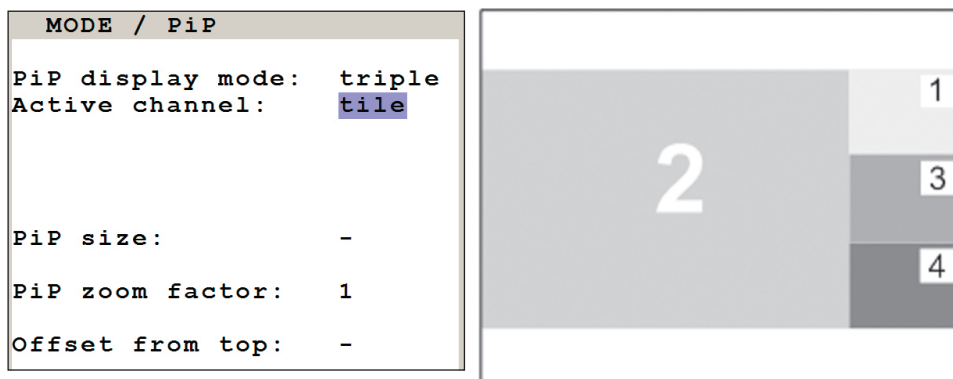 MODE / PiP
PiP display mode: triple
Active channel: tile
PiP size: -
PiP zoom factor: 1
Offset from top: -
2
1
3
4